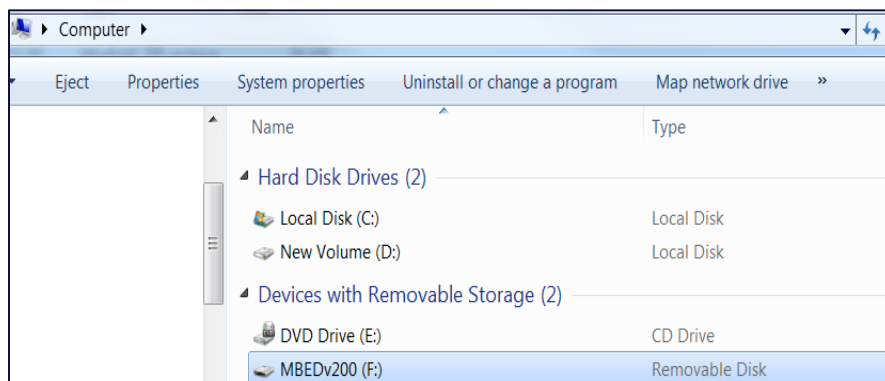 Computer
Eject Properties System properties Uninstall or change a program Map network drive »
Name Type
Hard Disk Drives (2)
Local Disk (C:) Local Disk
New Volume (D:) Local Disk
Devices with Removable Storage (2)
DVD Drive (E:) CD Drive
MBEDv200 (F:) Removable Disk